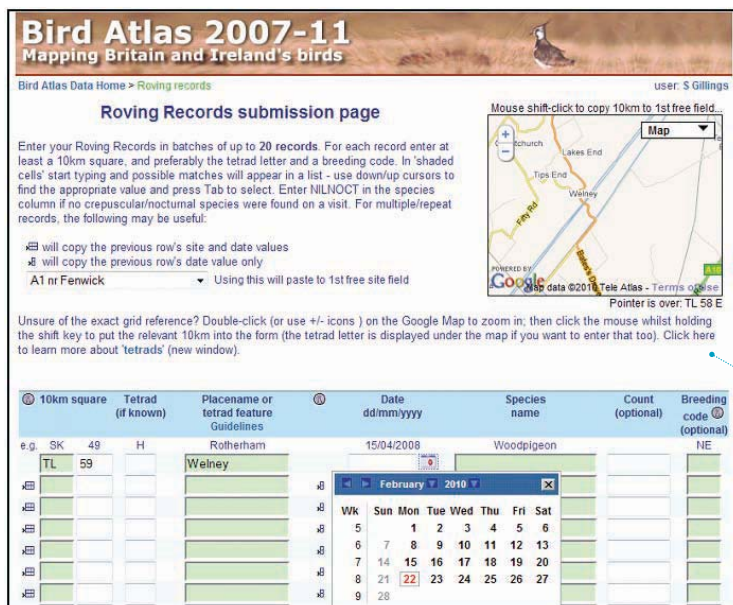 Bird Atlas 2007-11
Mapping Britain and Ireland's birds
Bird Atlas Data Home > Roving records
user: S Gillings
Roving Records submission page
Mouse shift-click to copy 10km to 1st free field...
Enter your Roving Records in batches of up to 20 records. For each record enter at
least a 10km square, and preferably the tetrad letter and a breeding code. In 'shaded
cells' start typing and possible matches will appear in a list - use down/up cursors to
find the appropriate value and press Tab to select. Enter NILNOCT in the species
column if no crepuscular/nocturnal species were found on a visit. For multiple/repeat
records, the following may be useful:
will copy the previous row's site and date values
will copy the previous row's date value only
A1 nr Fenwick
Using this will paste to 1st free site field
Map
Lakes End
Tips End
Welney
POWERED BY
Google
Map data ©2010 Tele Atlas - Terms of Use
Pointer is over: TL 58 E
Unsure of the exact grid reference? Double-click (or use +/- icons ) on the Google Map to zoom in; then click the mouse whilst holding
the shift key to put the relevant 10km into the form (the tetrad letter is displayed under the map if you want to enter that too). Click here
to learn more about 'tetrads' (new window).
10km square Tetrad (if known) Placename or tetrad feature Guidelines Date dd/mm/yyyy Species name Count (optional) Breeding code (optional)
e.g. SK 49 H Rotherham 15/04/2008 Woodpigeon NE
TL 59 Welney
February 2010 X
Wk Sun Mon Tue Wed Thu Fri Sat
5 1 2 3 4 5 6
6 7 8 9 10 11 12 13
7 14 15 16 17 18 19 20
8 21 22 23 24 25 26 27
9 28